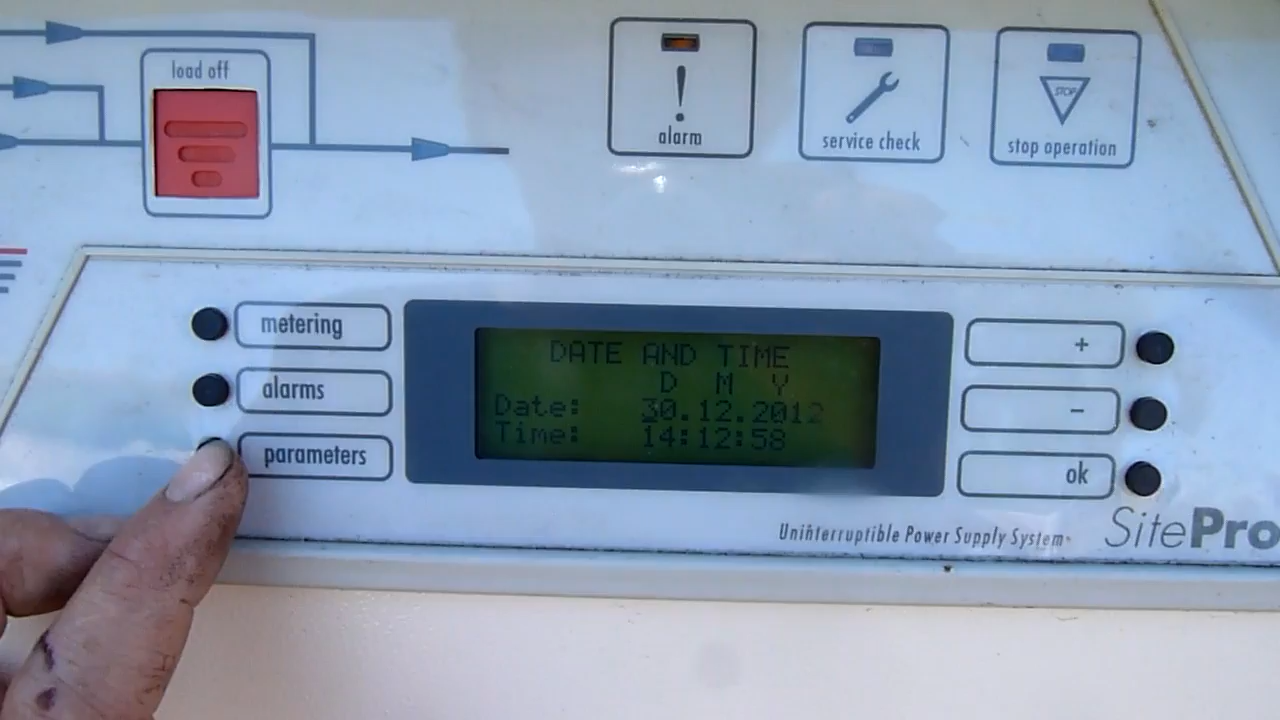 load off
!
alarm
service check
STOP
stop operation
metering
alarms
parameters
DATE AND TIME
D M Y
Date: 30.12.2012
Time: 14:12:58
+
-
ok
Uninterruptible Power Supply System
SitePro